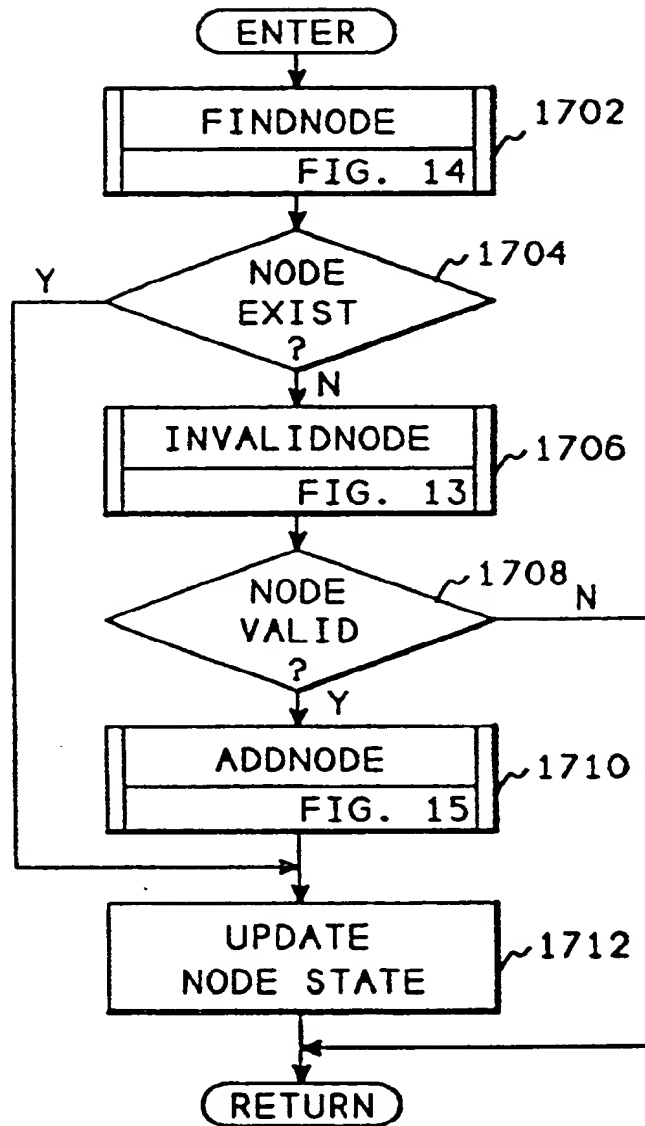 ENTER
FINDNODE
FIG. 14
1702
NODE
EXIST
?
1704
Y
N
INVALIDNODE
FIG. 13
1706
NODE
VALID
?
1708
N
Y
ADDNODE
FIG. 15
1710
UPDATE
NODE STATE
1712
RETURN